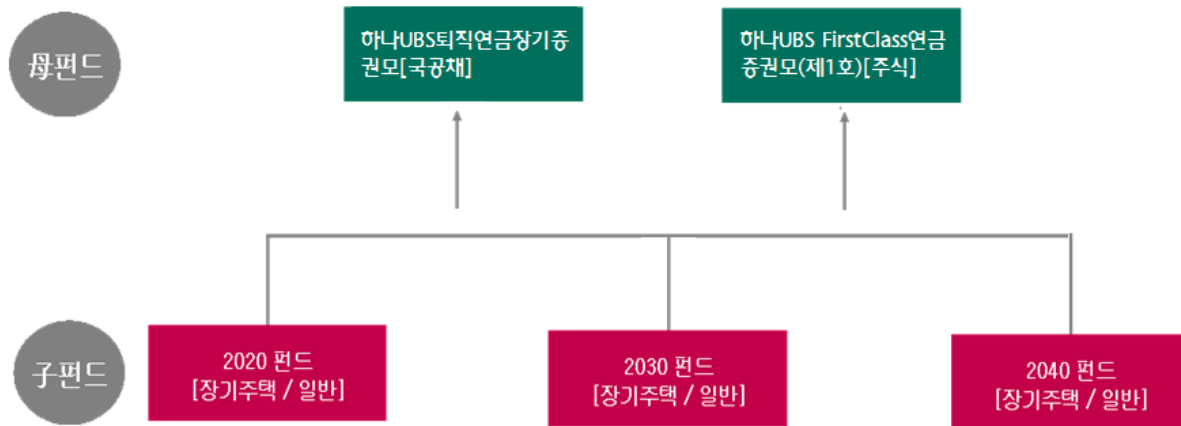 母펀드
하나UBS퇴직연금장기증
권모[국공채]
하나UBS FirstClass연금
증권모(제1호)[주식]
子펀드
2020 펀드
[장기주택 / 일반]
2030 펀드
[장기주택 / 일반]
2040 펀드
[장기주택 / 일반]